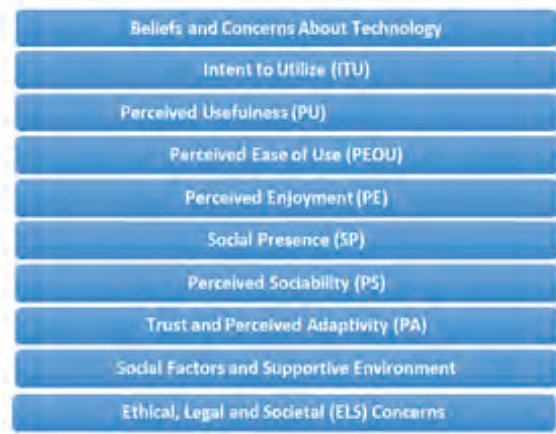 Beliefs and Concerns About Technology
Intent to Utilize (ITU)
Perceived Usefulness (PU)
Perceived Ease of Use (PEOU)
Perceived Enjoyment (PE)
Social Presence (SP)
Perceived Sociability (PS)
Trust and Perceived Adaptivity (PA)
Social Factors and Supportive Environment
Ethical, Legal and Societal (ELS) Concerns